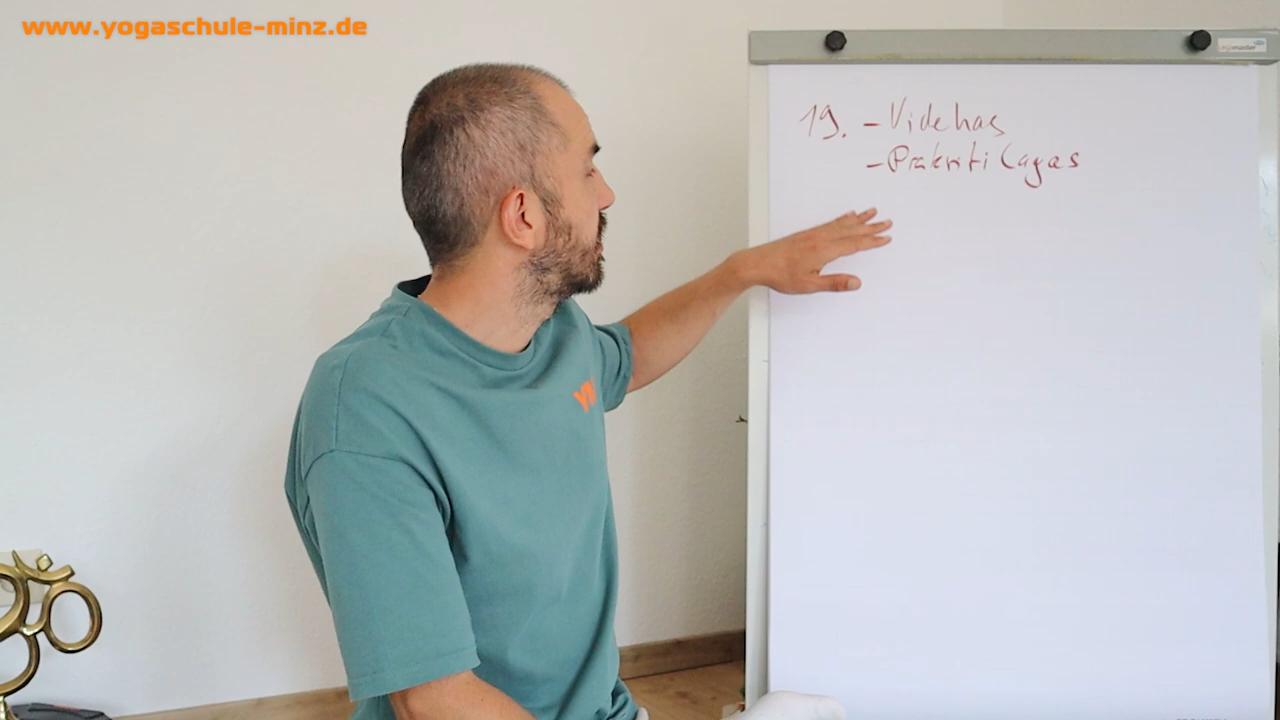 www.yogaschule-minz.de
19. - Videhas
- Prakriti Layas